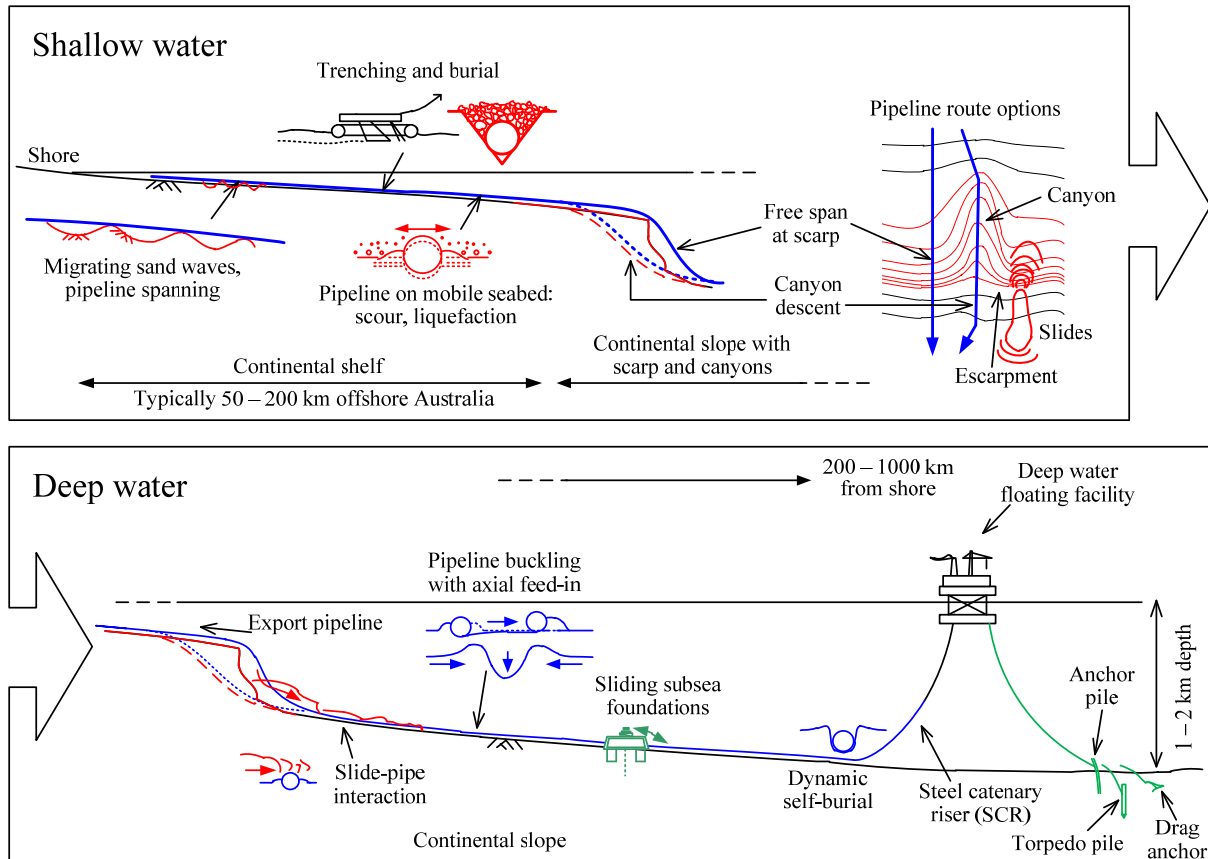 Shallow water
Trenching and burial
Shore
Migrating sand waves,
pipeline spanning
Pipeline on mobile seabed:
scour, liquefaction
Continental shelf
Typically 50 – 200 km offshore Australia
Continental slope with
scarp and canyons
Pipeline route options
Free span
at scarp
Canyon
Canyon
descent
Slides
Escarpment
Deep water
200 – 1000 km
from shore
Deep water
floating facility
Pipeline buckling
with axial feed-in
Export pipeline
Sliding subsea
foundations
Anchor
pile
1 – 2 km depth
Slide-pipe
interaction
Dynamic
self-burial
Steel catenary
riser (SCR)
Torpedo pile
Drag
anchor
Continental slope